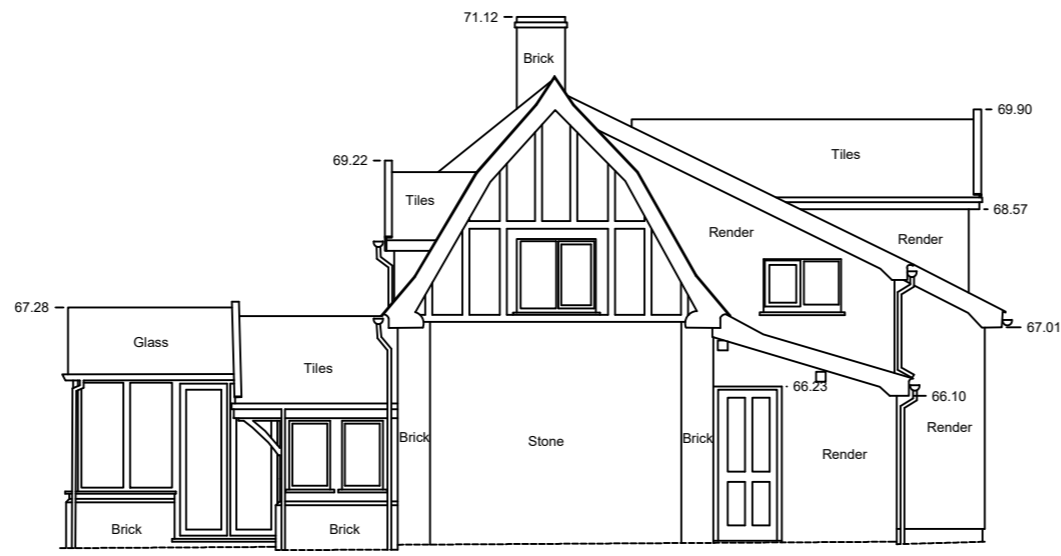 71.12
Brick
69.90
Tiles
69.22
Tiles
68.57
Render
Render
67.28
67.01
Glass
Tiles
66.23
66.10
Render
Brick
Stone
Brick
Render
Brick
Brick